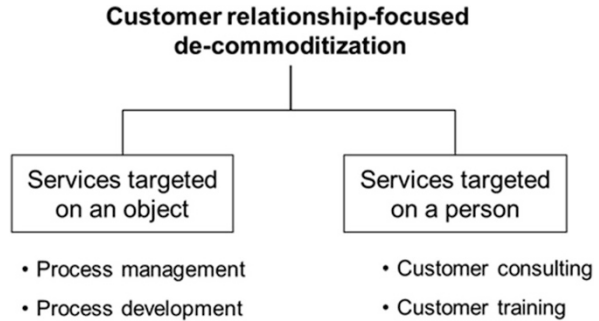 Customer relationship-focused
de-commoditization
Services targeted
on an object
• Process management
• Process development
Services targeted
on a person
• Customer consulting
• Customer training